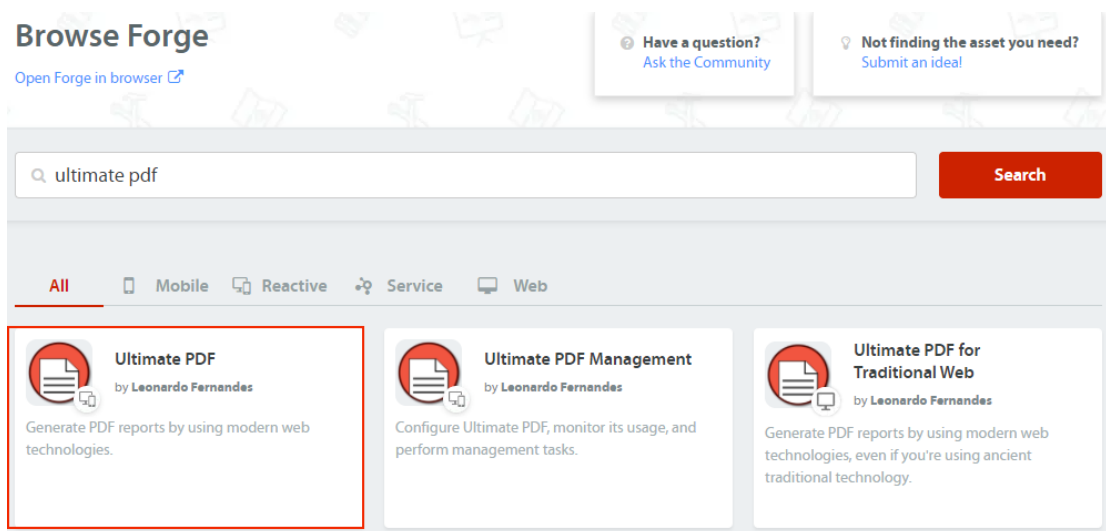 Browse Forge
Open Forge in browser
Have a question?
Ask the Community
Not finding the asset you need?
Submit an idea!
ultimate pdf
Search
All
Mobile
Reactive
Service
Web
Ultimate PDF
by Leonardo Fernandes
Generate PDF reports by using modern web
technologies.
Ultimate PDF Management
by Leonardo Fernandes
Configure Ultimate PDF, monitor its usage, and
perform management tasks.
Ultimate PDF for
Traditional Web
by Leonardo Fernandes
Generate PDF reports by using modern web
technologies, even if you're using ancient
traditional technology.